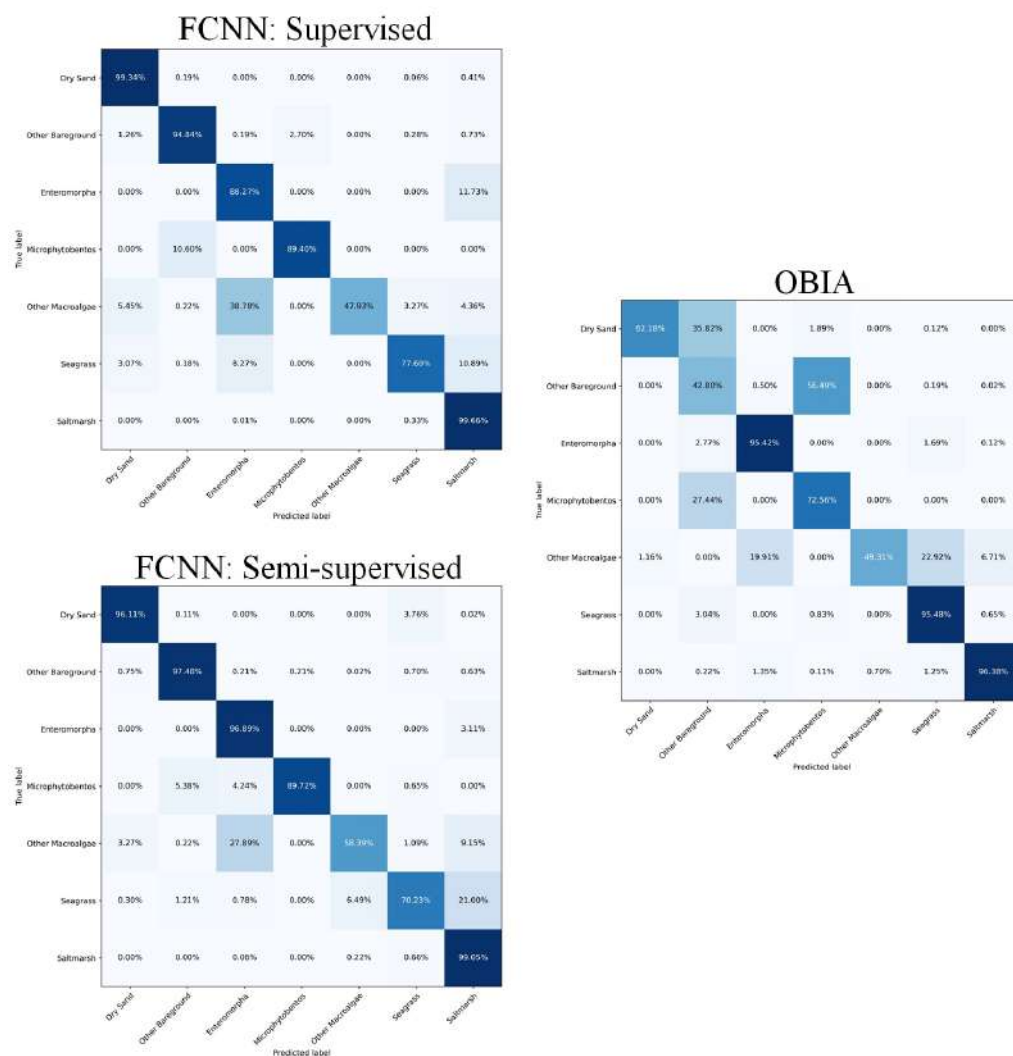 FCNN: Supervised
Dry Sand 99.34% 0.19% 0.00% 0.00% 0.00% 0.06% 0.41%
Other Bareground 1.26% 94.84% 0.19% 2.70% 0.00% 0.28% 0.73%
Enteromorpha 0.00% 0.00% 88.27% 0.00% 0.00% 0.00% 11.73%
Microphytobentos 0.00% 10.60% 0.00% 89.40% 0.00% 0.00% 0.00%
True label
Other Macroalgae 5.45% 0.22% 38.78% 0.00% 47.93% 3.27% 4.36%
Seagrass 3.07% 0.18% 8.27% 0.00% 0.00% 77.60% 10.89%
Saltmarsh 0.00% 0.00% 0.01% 0.00% 0.00% 0.33% 99.66%
Dry Sand Other Bareground Enteromorpha Microphytobentos Other Macroalgae Seagrass Saltmarsh
Predicted label
FCNN: Semi-supervised
Dry Sand 96.11% 0.11% 0.00% 0.00% 0.00% 3.76% 0.02%
Other Bareground 0.75% 97.48% 0.21% 0.21% 0.02% 0.70% 0.63%
Enteromorpha 0.00% 0.00% 96.89% 0.00% 0.00% 0.00% 3.11%
Microphytobentos 0.00% 5.38% 4.24% 89.72% 0.00% 0.65% 0.00%
True label
Other Macroalgae 3.27% 0.22% 27.89% 0.00% 58.39% 1.09% 9.15%
Seagrass 0.30% 1.21% 0.78% 0.00% 6.49% 70.23% 21.00%
Saltmarsh 0.00% 0.00% 0.06% 0.00% 0.22% 0.66% 99.05%
Dry Sand Other Bareground Enteromorpha Microphytobentos Other Macroalgae Seagrass Saltmarsh
Predicted label
OBIA
Dry Sand 62.18% 35.82% 0.00% 1.89% 0.00% 0.12% 0.00%
Other Bareground 0.00% 42.80% 0.50% 56.49% 0.00% 0.19% 0.02%
Enteromorpha 0.00% 2.77% 95.42% 0.00% 0.00% 1.69% 0.12%
Microphytobentos 0.00% 27.44% 0.00% 72.56% 0.00% 0.00% 0.00%
True label
Other Macroalgae 1.16% 0.00% 19.91% 0.00% 49.31% 22.92% 6.71%
Seagrass 0.00% 3.04% 0.00% 0.83% 0.00% 95.48% 0.65%
Saltmarsh 0.00% 0.22% 1.35% 0.11% 0.70% 1.25% 96.38%
Dry Sand Other Bareground Enteromorpha Microphytobentos Other Macroalgae Seagrass Saltmarsh
Predicted label